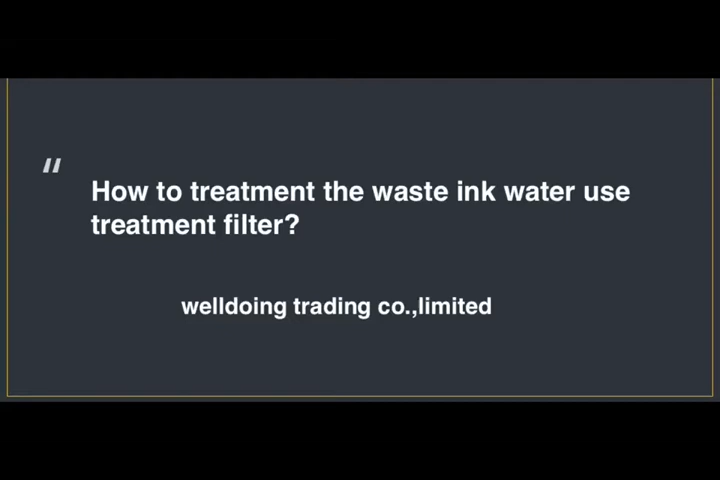 “
How to treatment the waste ink water use
treatment filter?
welldoing trading co.,limited